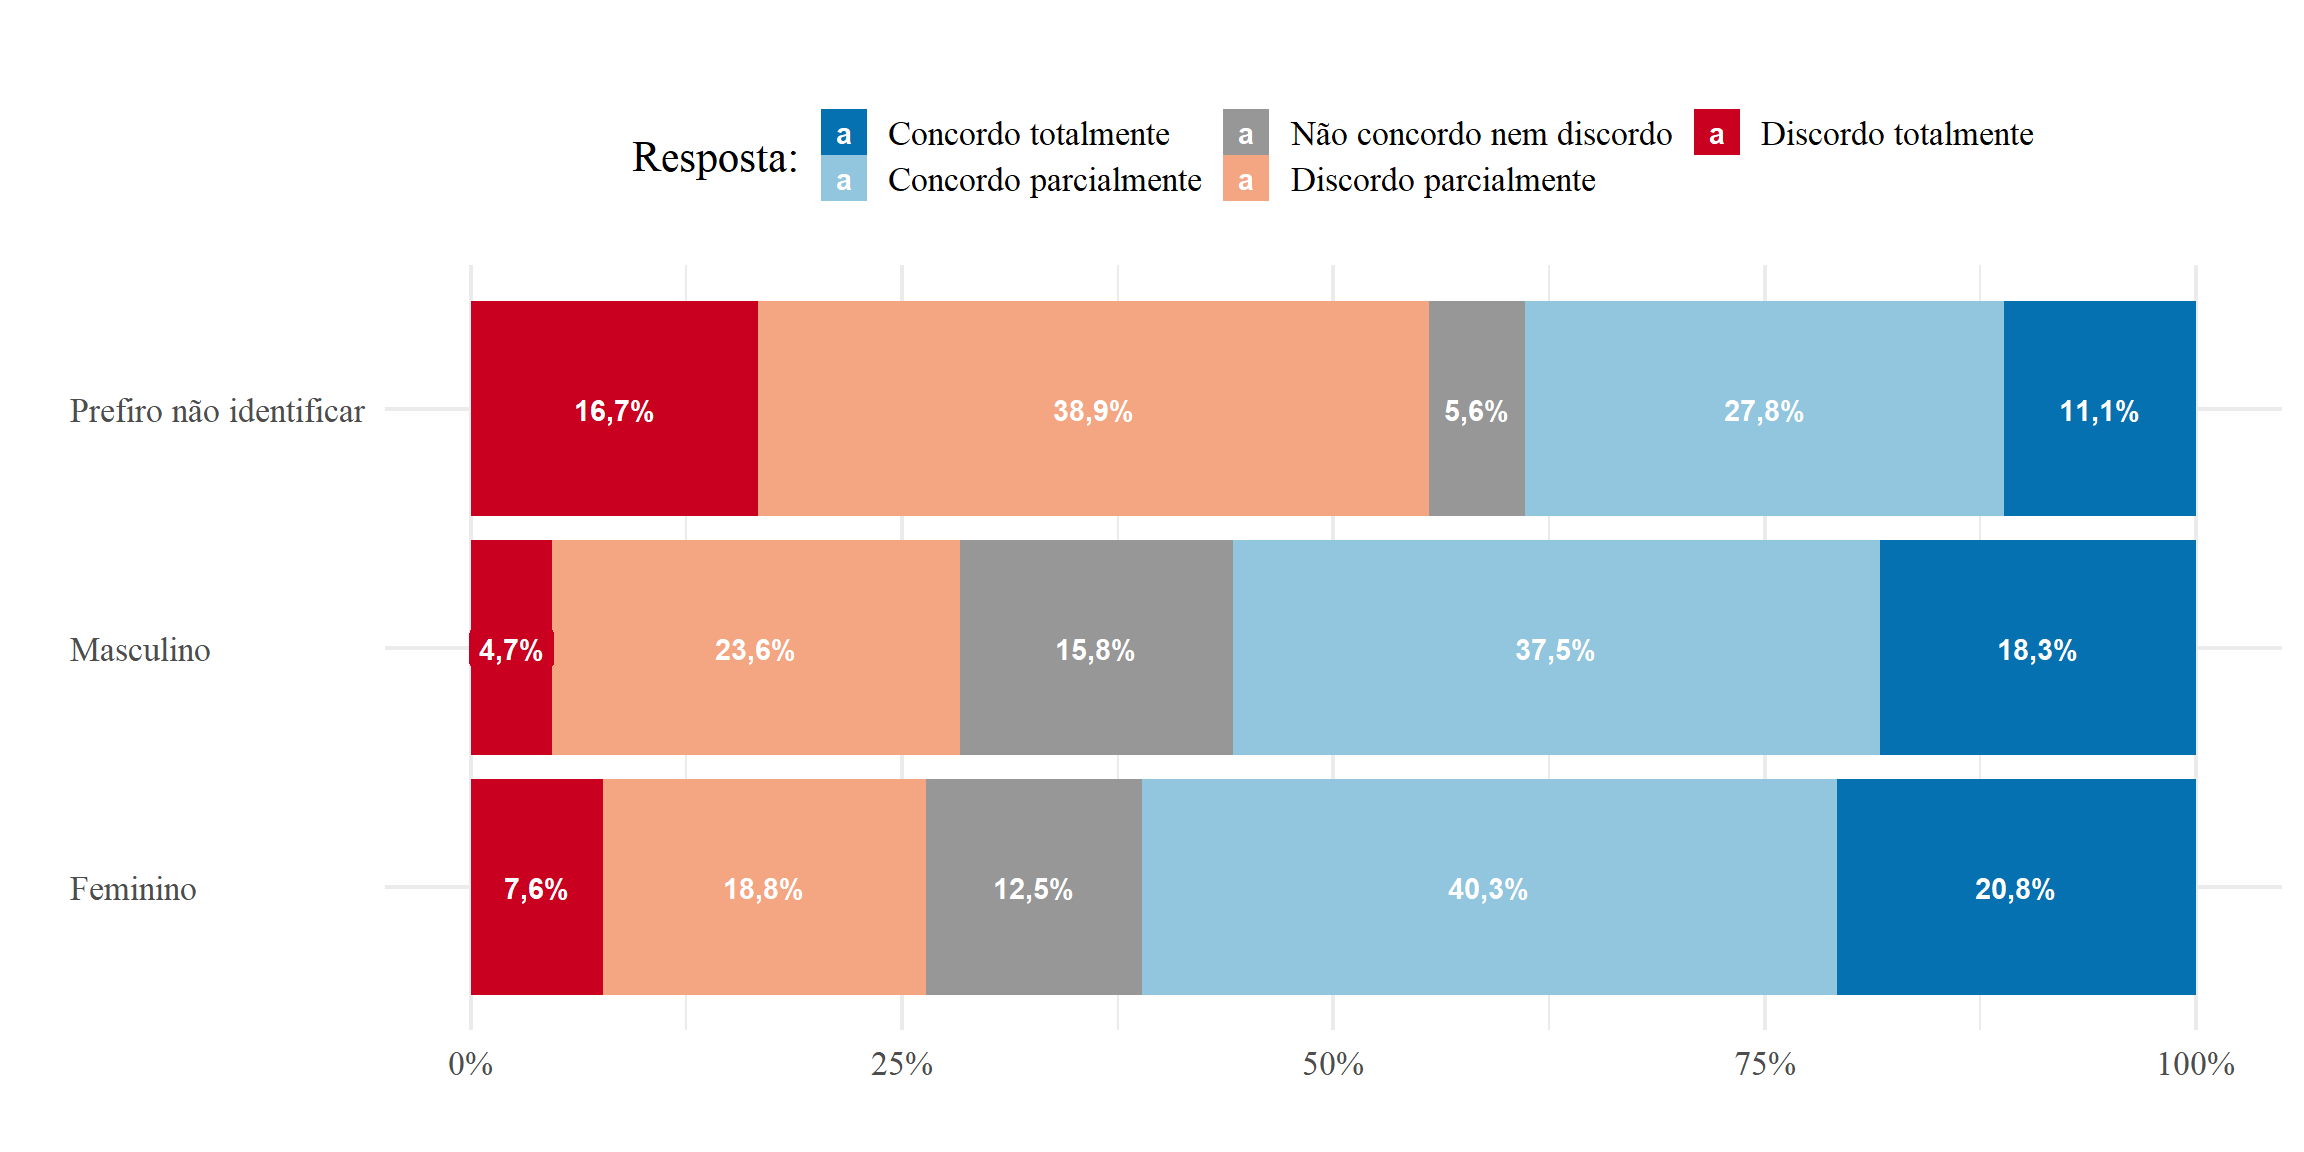 Resposta:
a Concordo totalmente
a Concordo parcialmente
a Não concordo nem discordo
a Discordo parcialmente
a Discordo totalmente
Prefiro não identificar
16,7% 38,9% 5,6% 27,8% 11,1%
Masculino
4,7% 23,6% 15,8% 37,5% 18,3%
Feminino
7,6% 18,8% 12,5% 40,3% 20,8%
0% 25% 50% 75% 100%